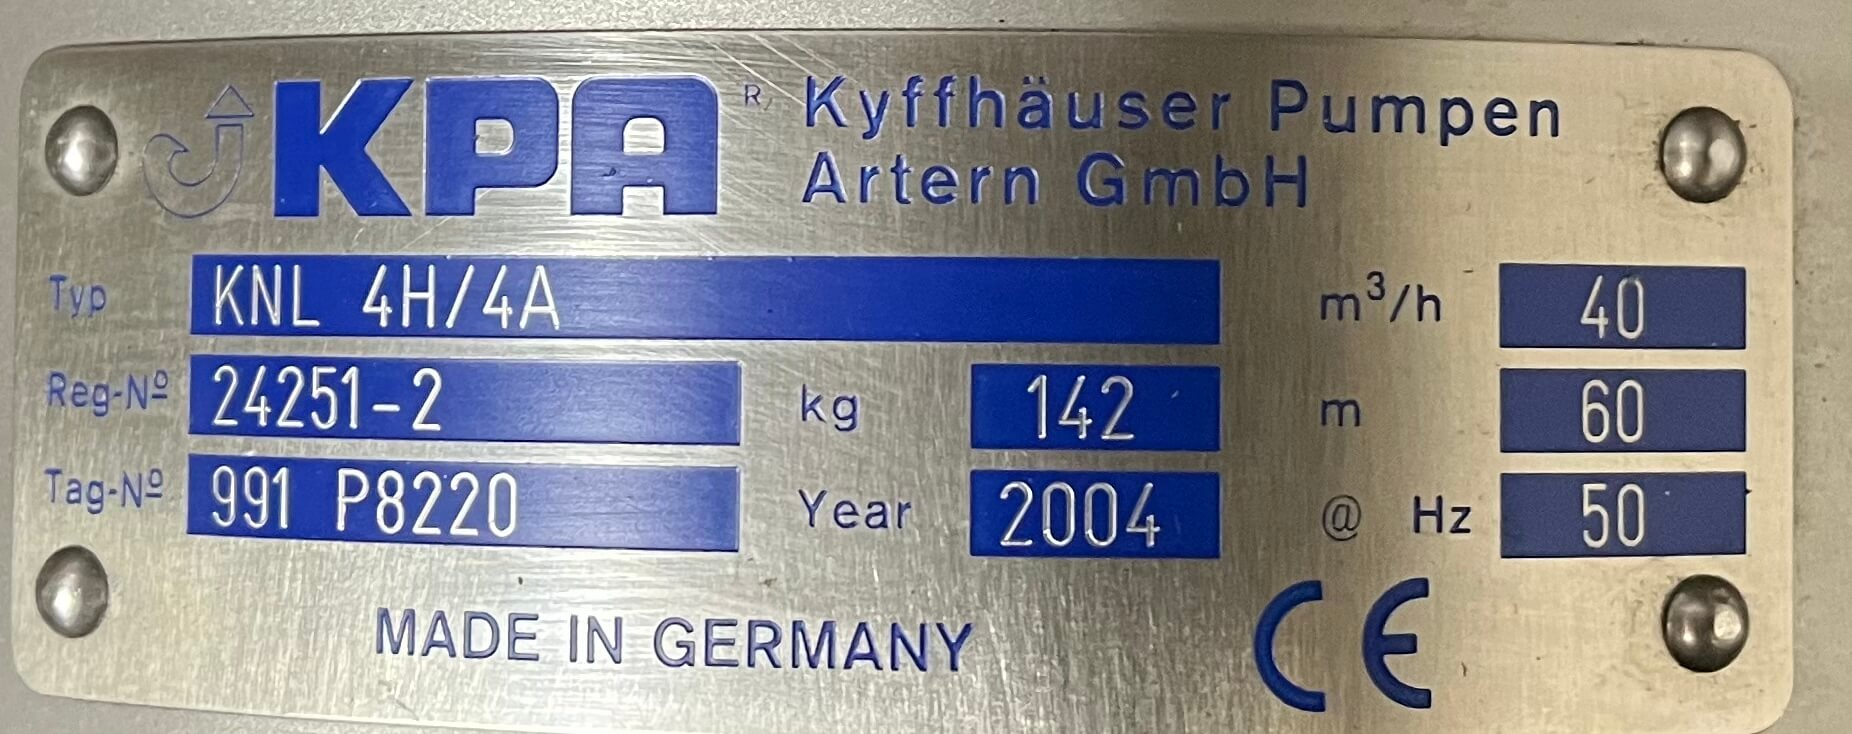 KPA R Kyffhäuser Pumpen
Artern GmbH
Typ KNL 4H/4A m³/h 40
Reg-Nº 24251-2 kg 142 m 60
Tag-Nº 991 P8220 Year 2004 @ Hz 50
MADE IN GERMANY CE